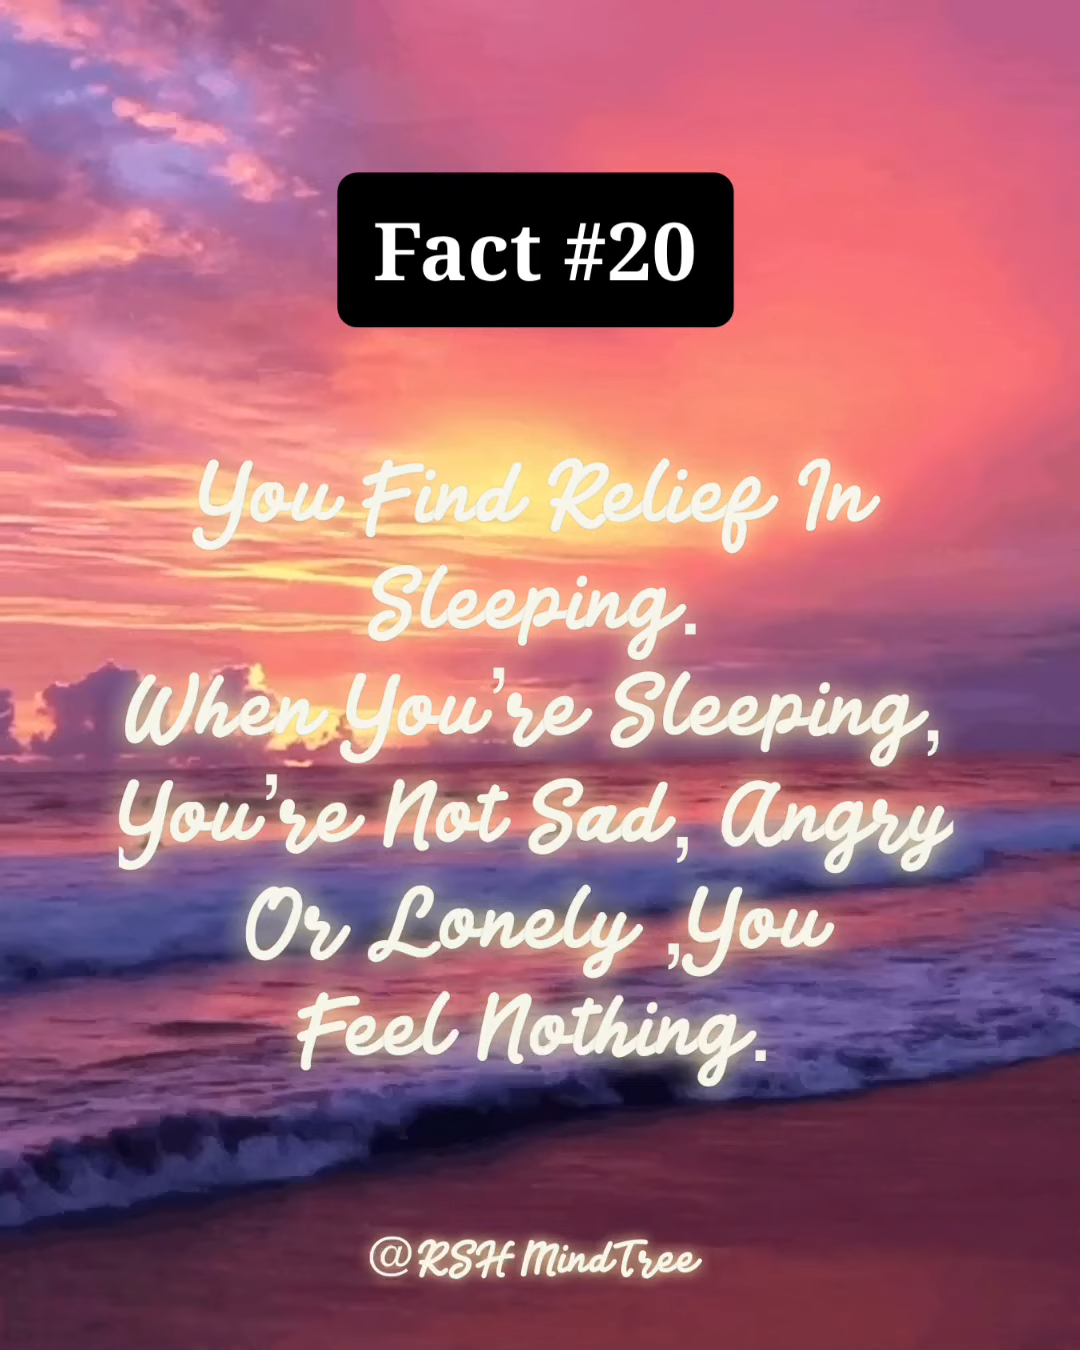 Fact #20
You Find Relief In
Sleeping.
When You're Sleeping,
You're Not Sad, Angry
Or Lonely ,You
Feel Nothing.
@RSH MindTree